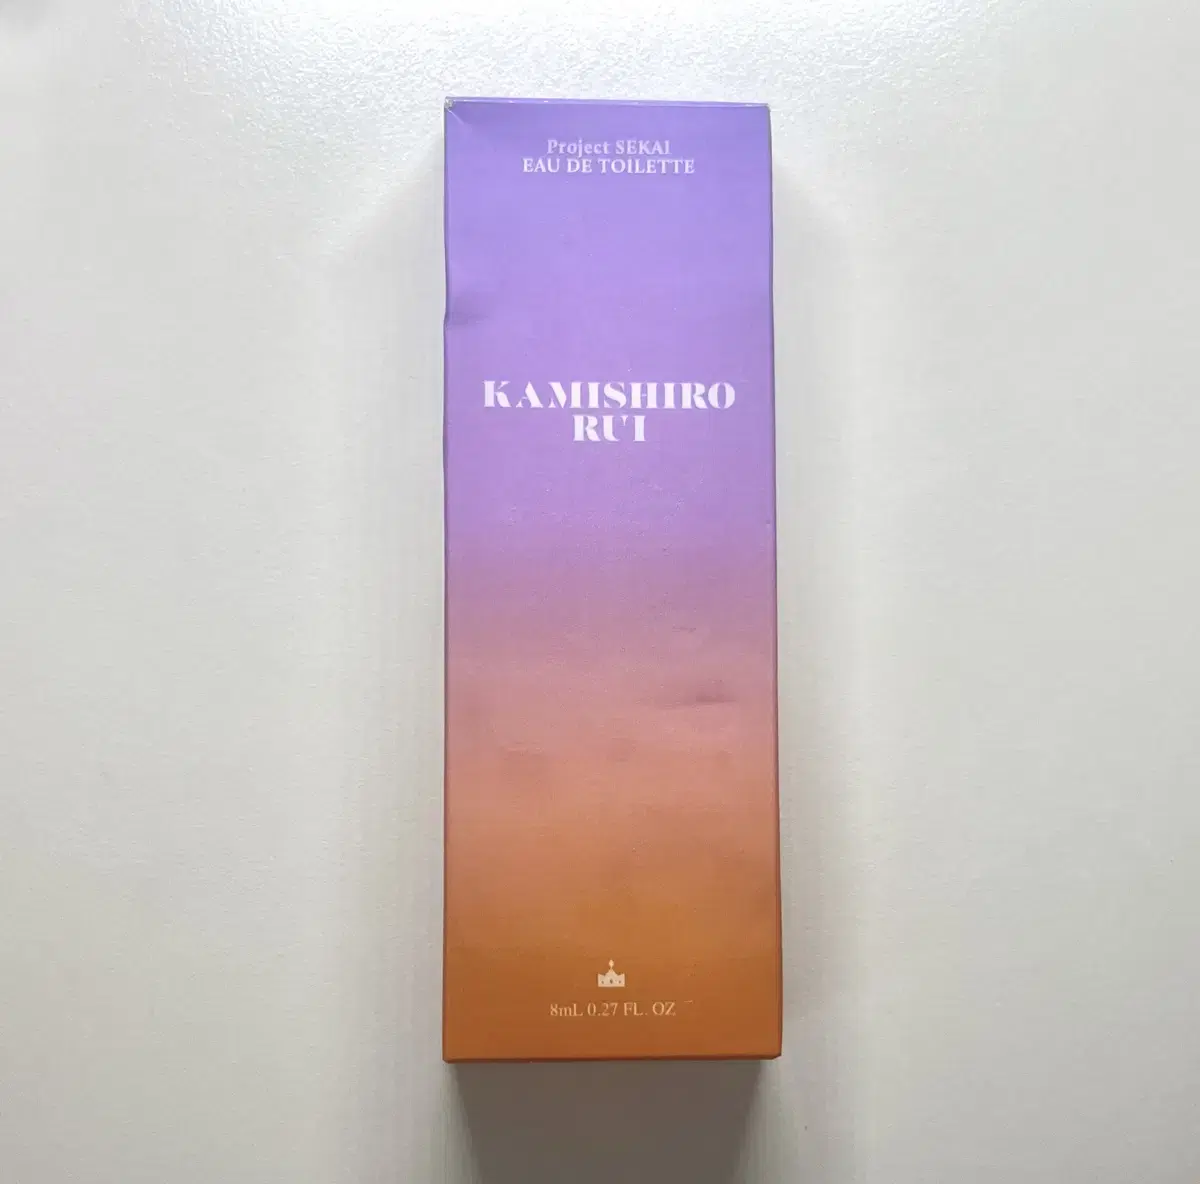 Project SEKAI
EAU DE TOILETTE
KAMISHIRO
RUI
8mL 0.27 FL. OZ